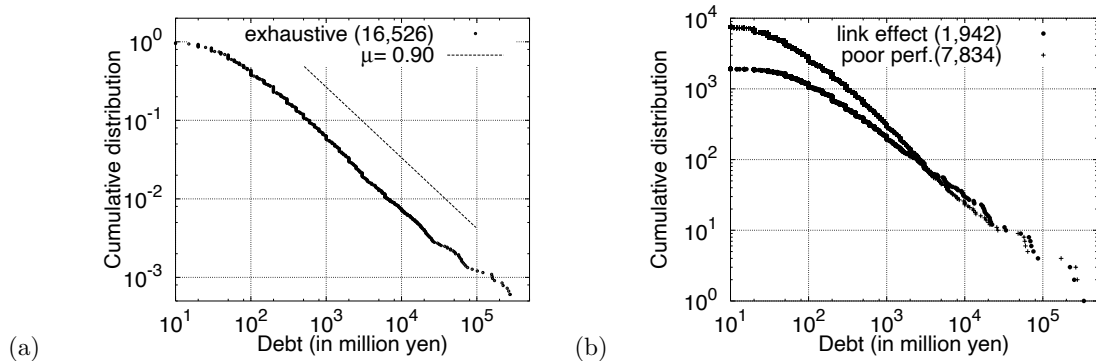 exhaustive (16,526)
μ= 0.90
Cumulative distribution
10^0
10^-1
10^-2
10^-3
10^1 10^2 10^3 10^4 10^5
Debt (in million yen)
(a)
link effect (1,942)
poor perf.(7,834)
Cumulative distribution
10^4
10^3
10^2
10^1
10^0
10^1 10^2 10^3 10^4 10^5
Debt (in million yen)
(b)